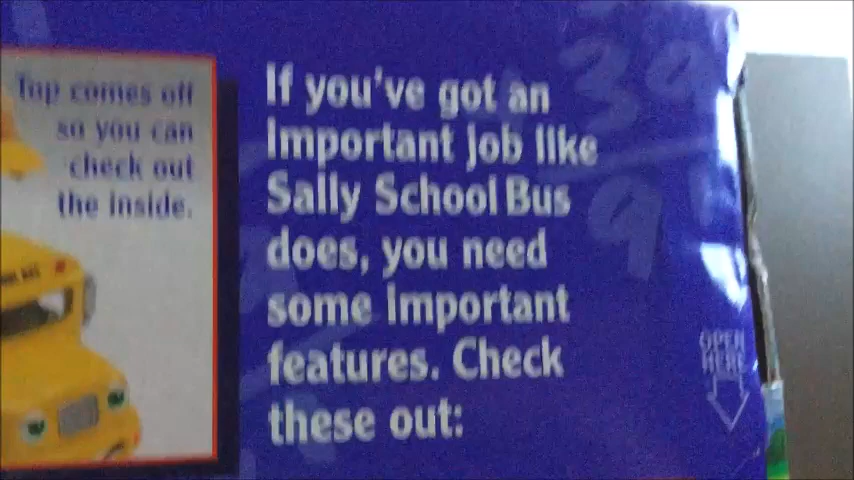 Top comes off
so you can
check out
the inside.
If you've got an
important job like
Sally School Bus
does, you need
some important
features. Check
these out:
OPEN
HERE